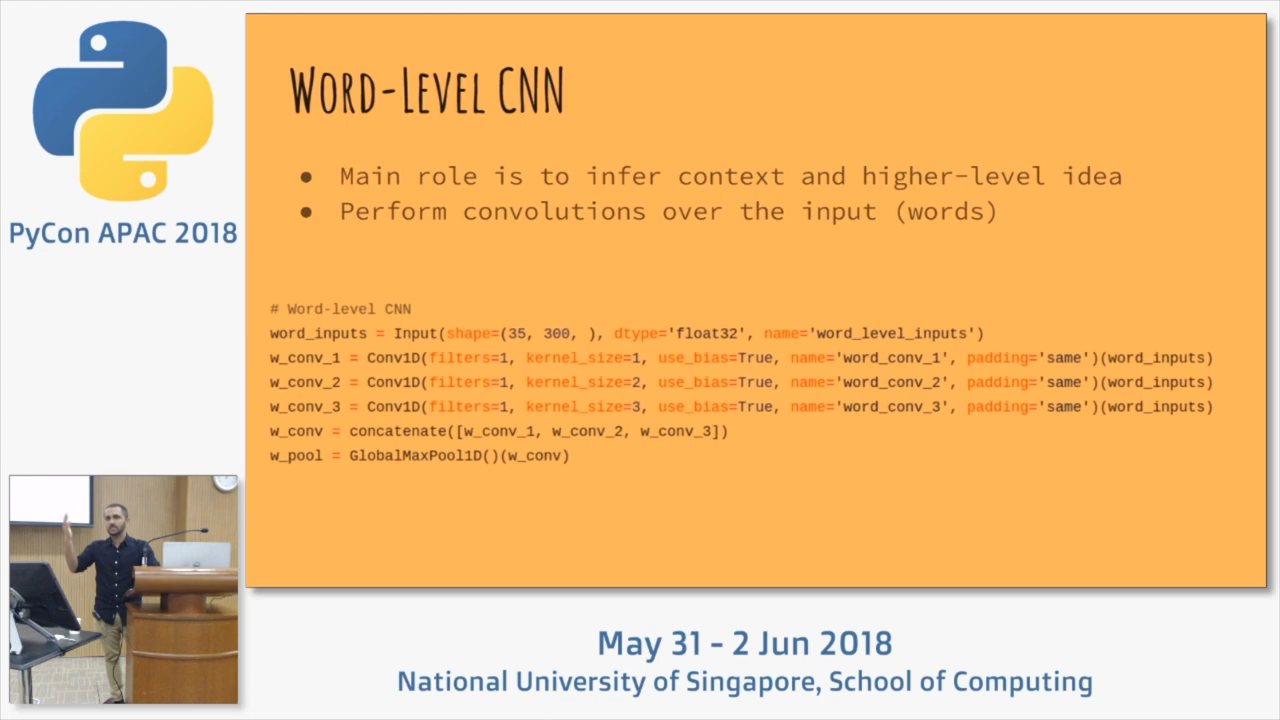 PyCon APAC 2018
WORD-LEVEL CNN
● Main role is to infer context and higher-level idea
● Perform convolutions over the input (words)
# Word-level CNN
word_inputs = Input(shape=(35, 300, ), dtype='float32', name='word_level_inputs')
w_conv_1 = Conv1D(filters=1, kernel_size=1, use_bias=True, name='word_conv_1', padding='same')(word_inputs)
w_conv_2 = Conv1D(filters=1, kernel_size=2, use_bias=True, name='word_conv_2', padding='same')(word_inputs)
w_conv_3 = Conv1D(filters=1, kernel_size=3, use_bias=True, name='word_conv_3', padding='same')(word_inputs)
w_conv = concatenate([w_conv_1, w_conv_2, w_conv_3])
w_pool = GlobalMaxPool1D()(w_conv)
May 31 - 2 Jun 2018
National University of Singapore, School of Computing